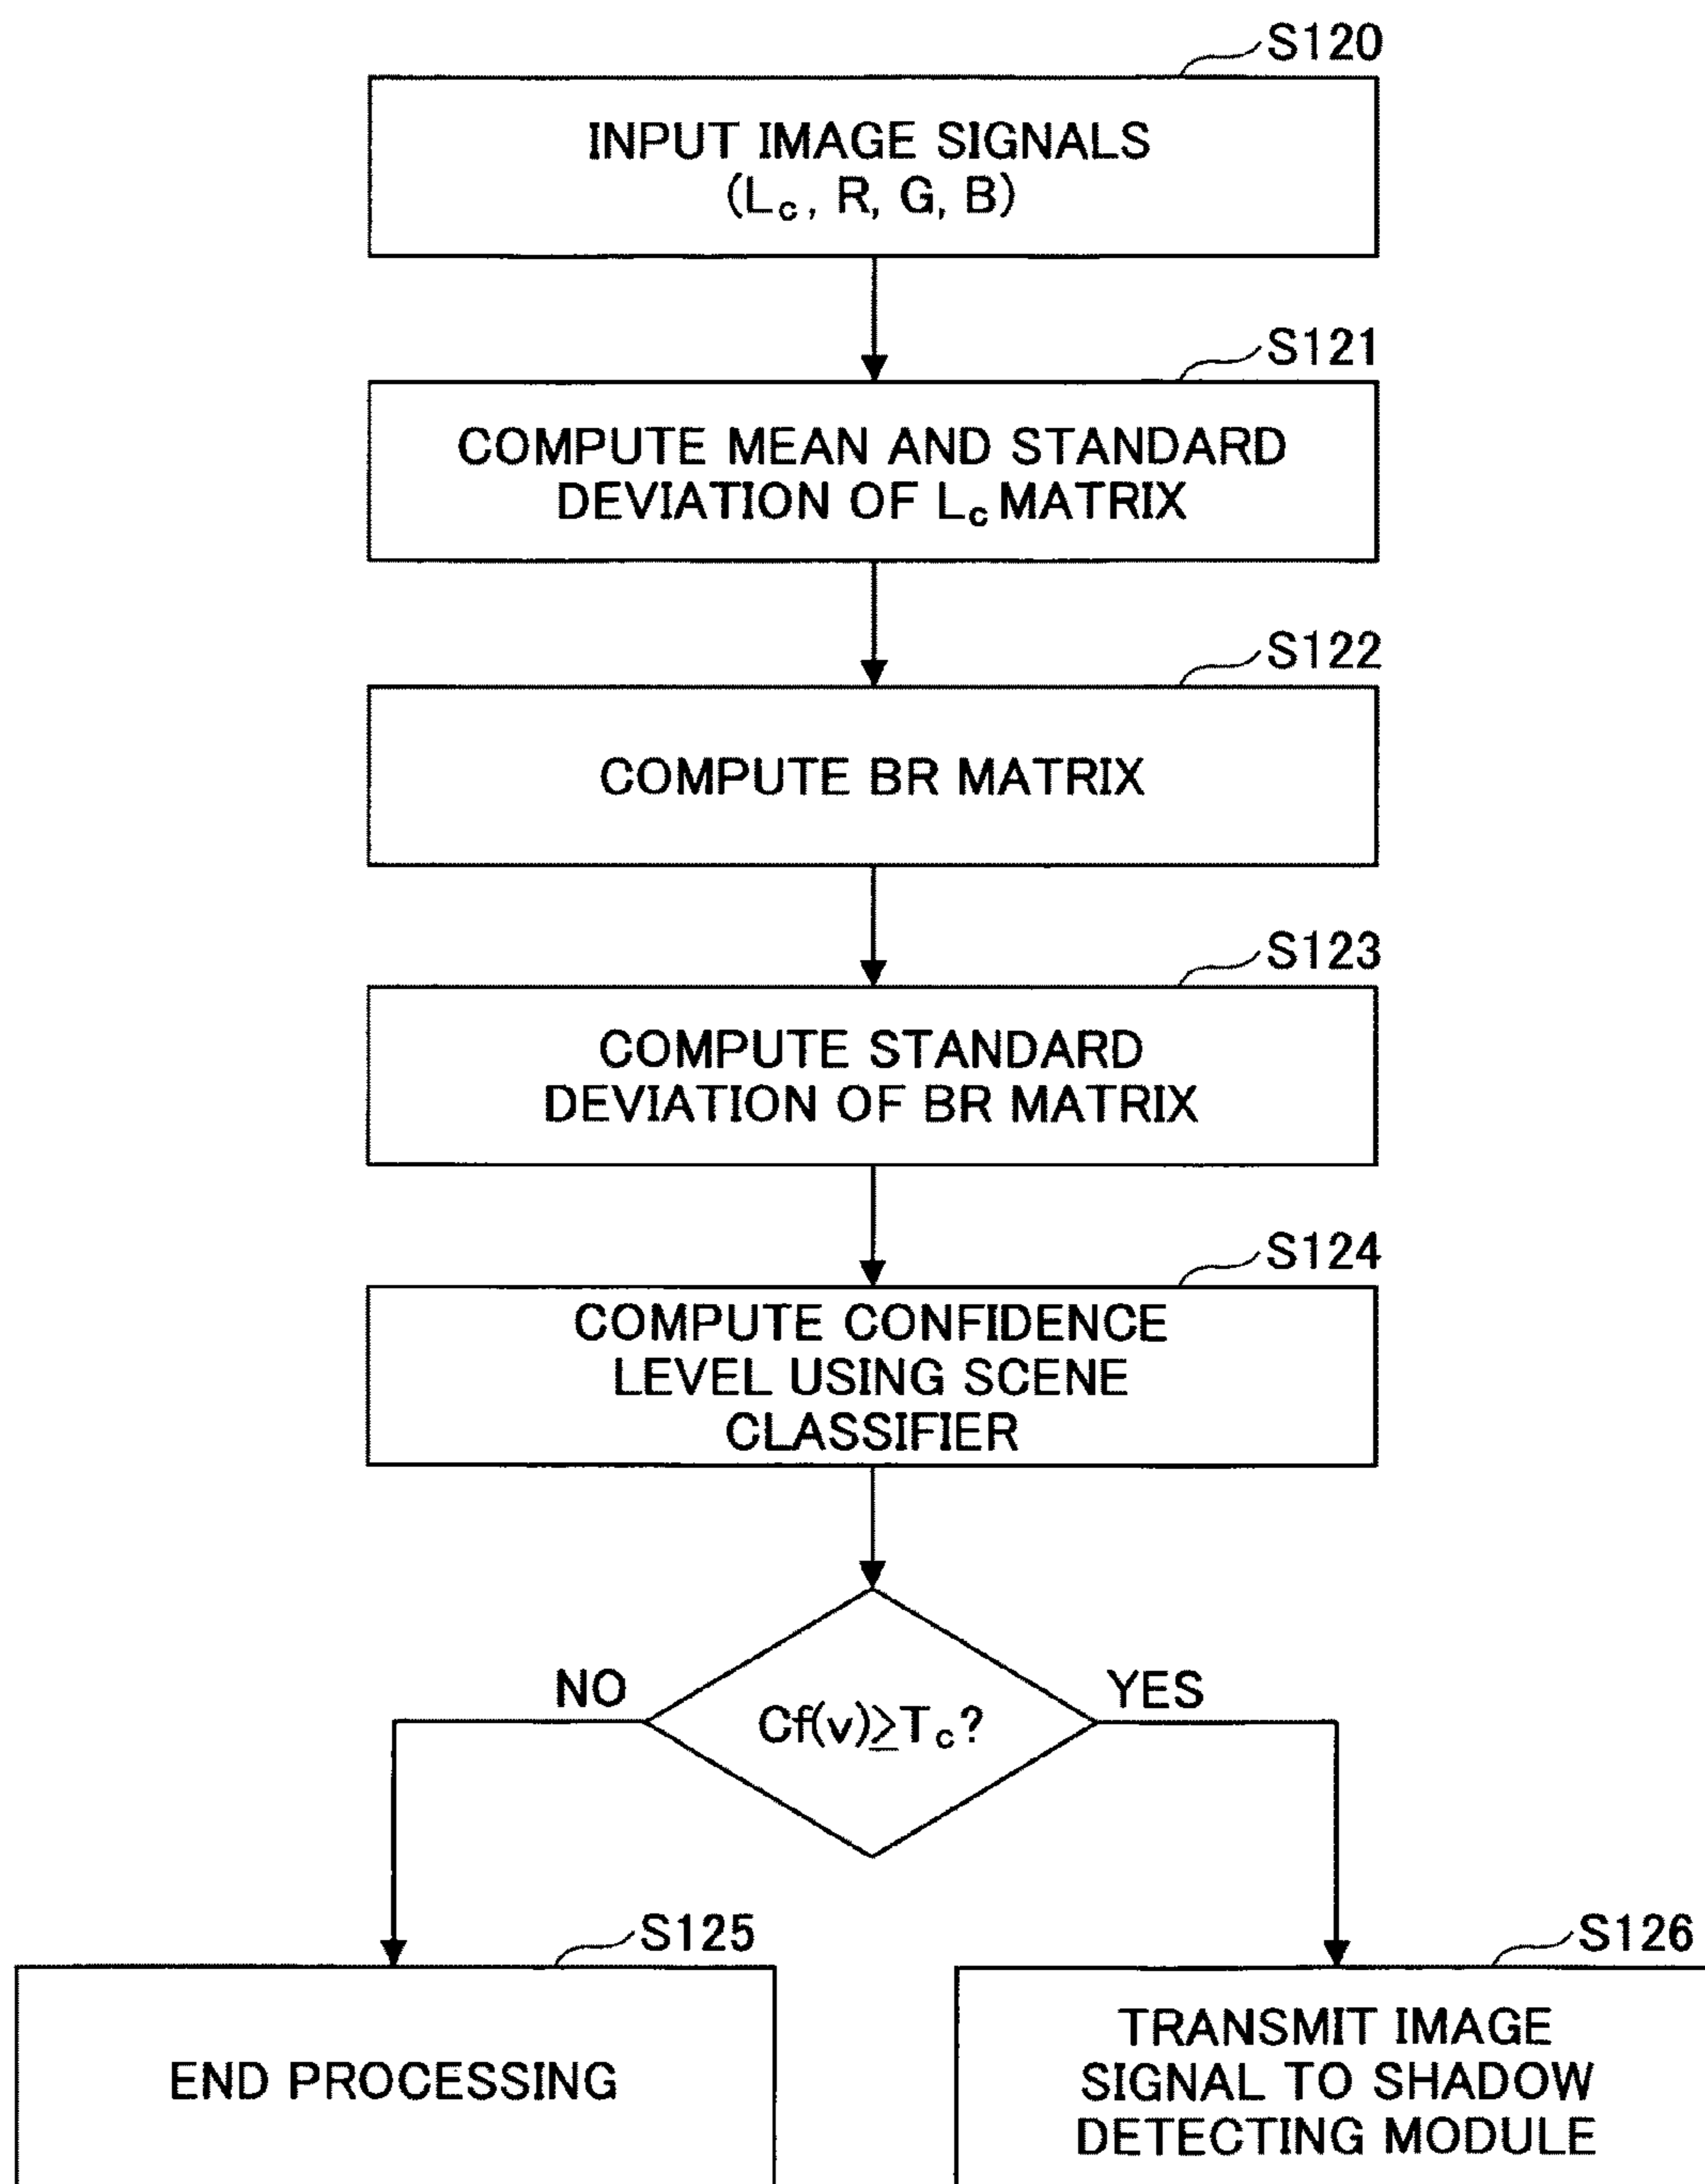 S120
INPUT IMAGE SIGNALS
(Lc, R, G, B)
S121
COMPUTE MEAN AND STANDARD
DEVIATION OF Lc MATRIX
S122
COMPUTE BR MATRIX
S123
COMPUTE STANDARD
DEVIATION OF BR MATRIX
S124
COMPUTE CONFIDENCE
LEVEL USING SCENE
CLASSIFIER
NO
Cf(v)≥Tc?
YES
S125
END PROCESSING
S126
TRANSMIT IMAGE
SIGNAL TO SHADOW
DETECTING MODULE